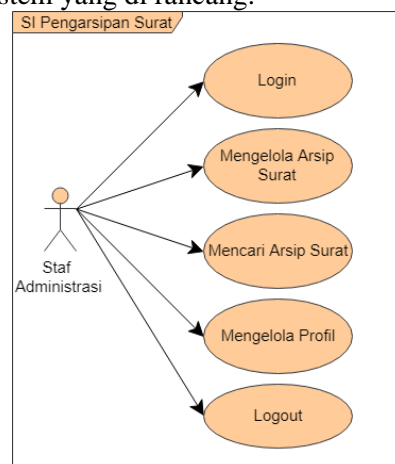 SI Pengarsipan Surat
Login
Mengelola Arsip
Surat
Mencari Arsip Surat
Staf
Administrasi
Mengelola Profil
Logout